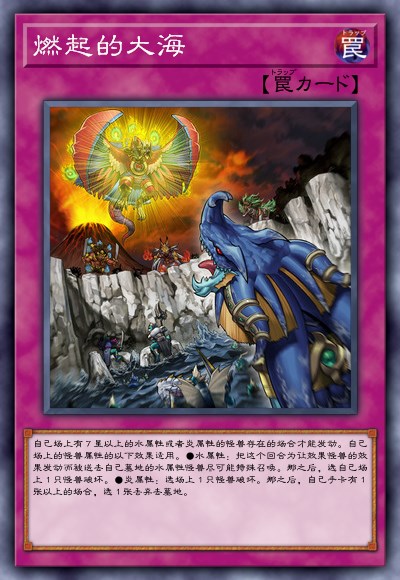 燃起的大海
トラップ
罠
トラップ
【罠カード】
自己场上有7星以上的水属性或者炎属性的怪兽存在的场合才能发动。自己
场上的怪兽属性的以下效果适用。●水属性：把这个回合为让效果怪兽的效
果发动而被送去自己墓地的水属性怪兽尽可能特殊召唤。那之后，选自己场
上1只怪兽破坏。●炎属性：选场上1只怪兽破坏。那之后，自己手卡有1
张以上的场合，选1张丢弃去墓地。